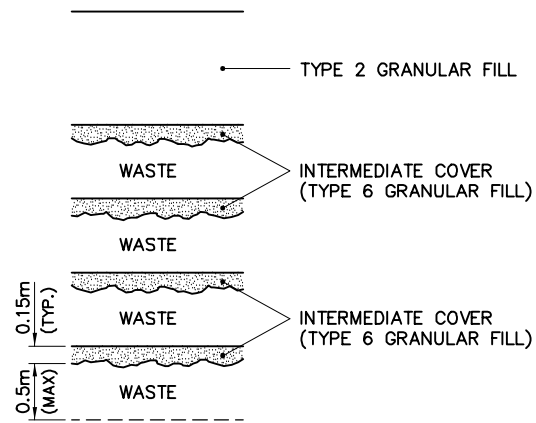 TYPE 2 GRANULAR FILL
WASTE
INTERMEDIATE COVER
(TYPE 6 GRANULAR FILL)
WASTE
0.15m
(TYP.)
WASTE
INTERMEDIATE COVER
(TYPE 6 GRANULAR FILL)
0.5m
(MAX)
WASTE